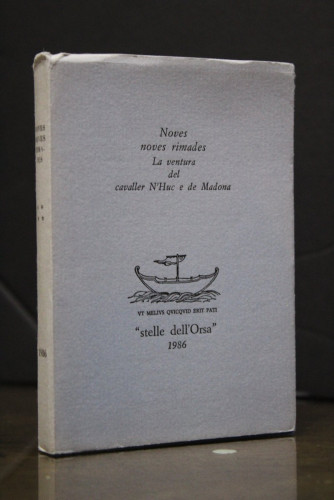 Noves
noves rimades
La ventura
del
cavaller N'Huc e de Madona
VT MELIVS QVICQVID ERIT PATI
"stelle dell'Orsa"
1986
1986